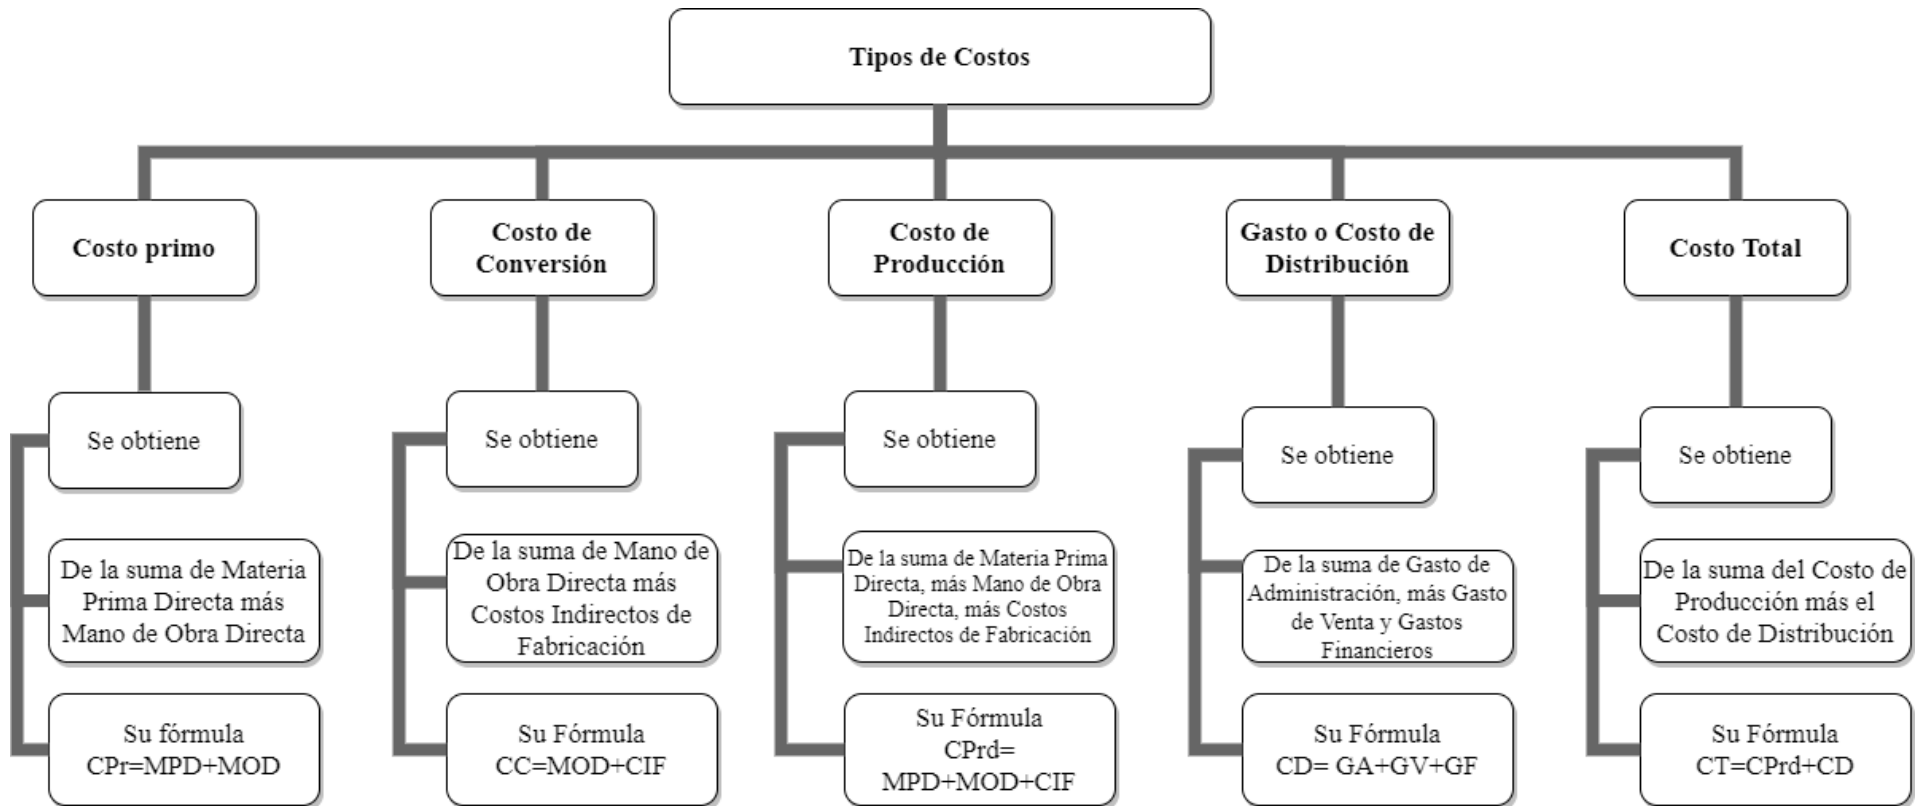 Tipos de Costos
Costo primo
Costo de
Conversión
Costo de
Producción
Gasto o Costo de
Distribución
Costo Total
Se obtiene
Se obtiene
Se obtiene
Se obtiene
Se obtiene
De la suma de Materia
Prima Directa más
Mano de Obra Directa
De la suma de Mano de
Obra Directa más
Costos Indirectos de
Fabricación
De la suma de Materia Prima
Directa, más Mano de Obra
Directa, más Costos
Indirectos de Fabricación
De la suma de Gasto de
Administración, más Gasto
de Venta y Gastos
Financieros
De la suma del Costo de
Producción más el
Costo de Distribución
Su fórmula
CPr=MPD+MOD
Su Fórmula
CC=MOD+CIF
Su Fórmula
CPrd=
MPD+MOD+CIF
Su Fórmula
CD= GA+GV+GF
Su Fórmula
CT=CPrd+CD